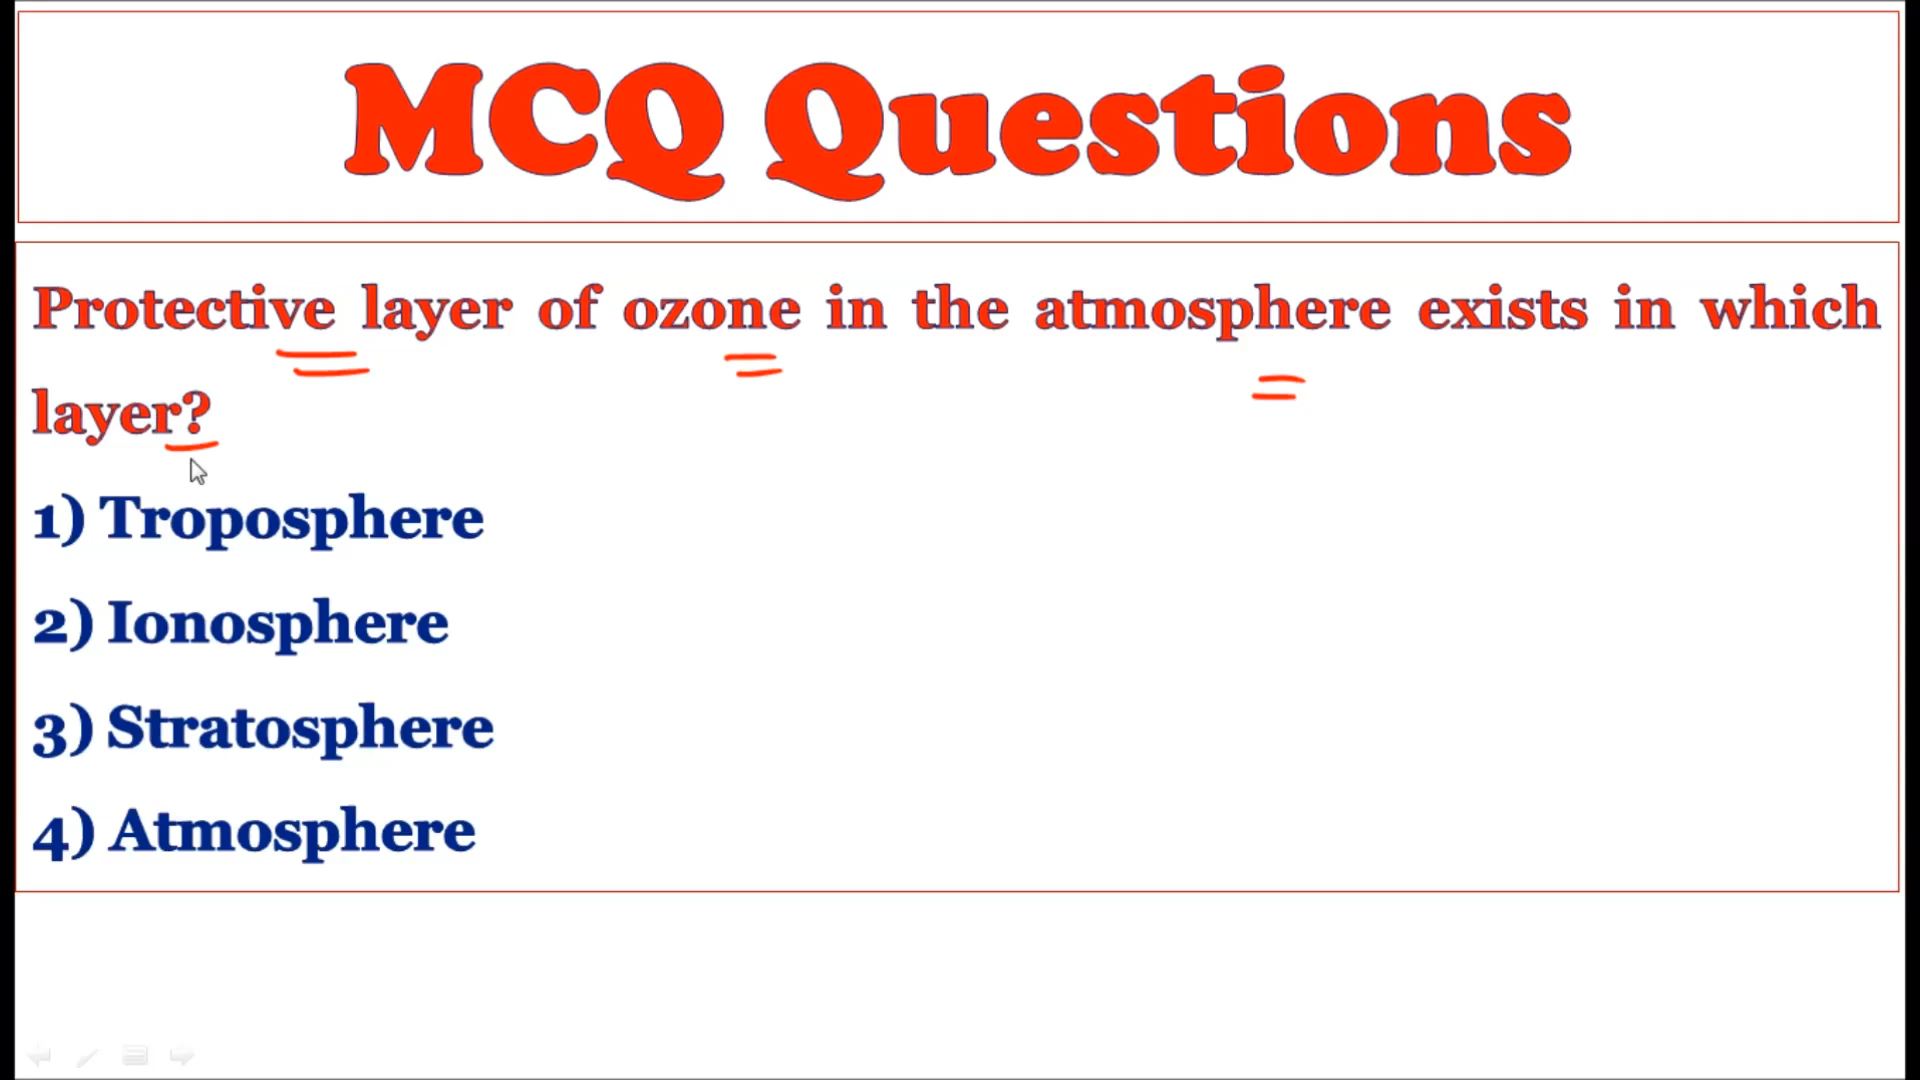 MCQ Questions
Protective layer of ozone in the atmosphere exists in which
layer?
1) Troposphere
2) Ionosphere
3) Stratosphere
4) Atmosphere